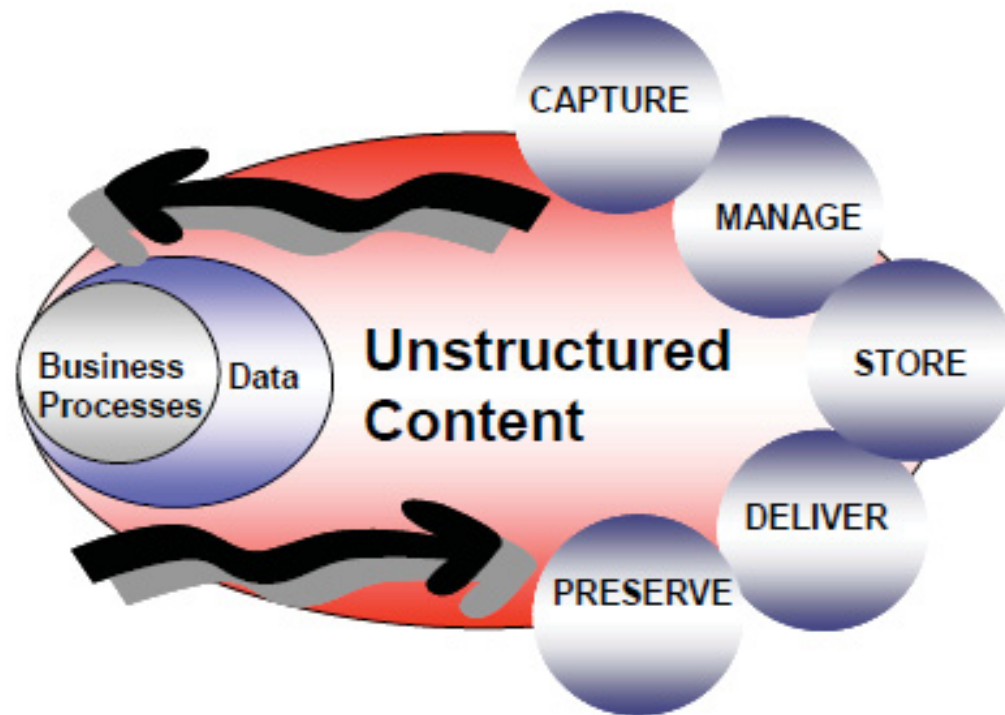 CAPTURE
MANAGE
STORE
DELIVER
PRESERVE
Unstructured
Content
Data
Business
Processes